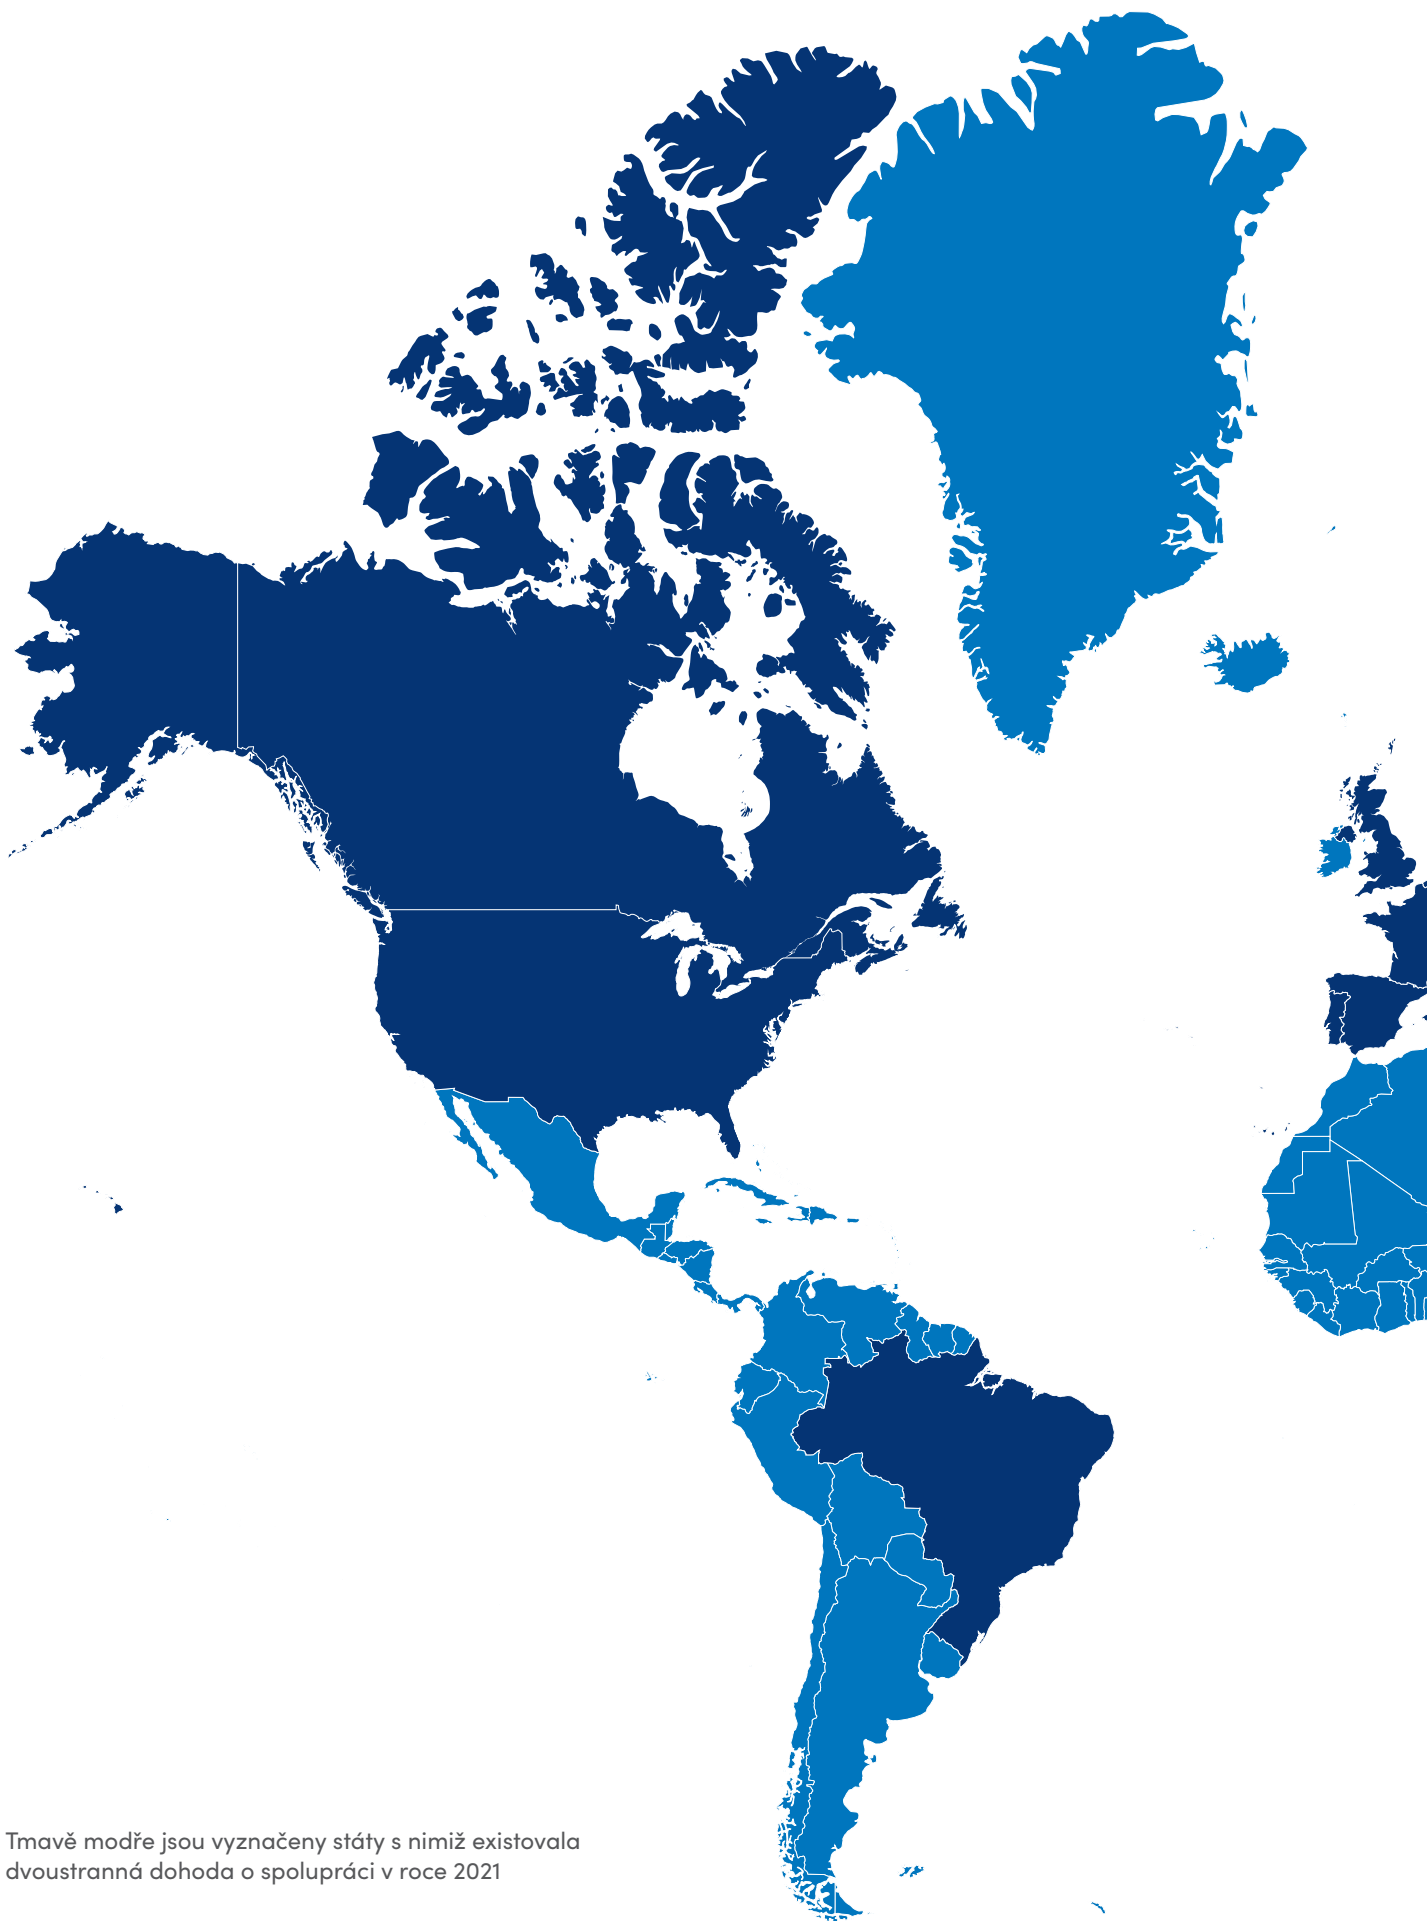 Tmavě modře jsou vyznačeny státy s nimiž existovala
dvoustranná dohoda o spolupráci v roce 2021